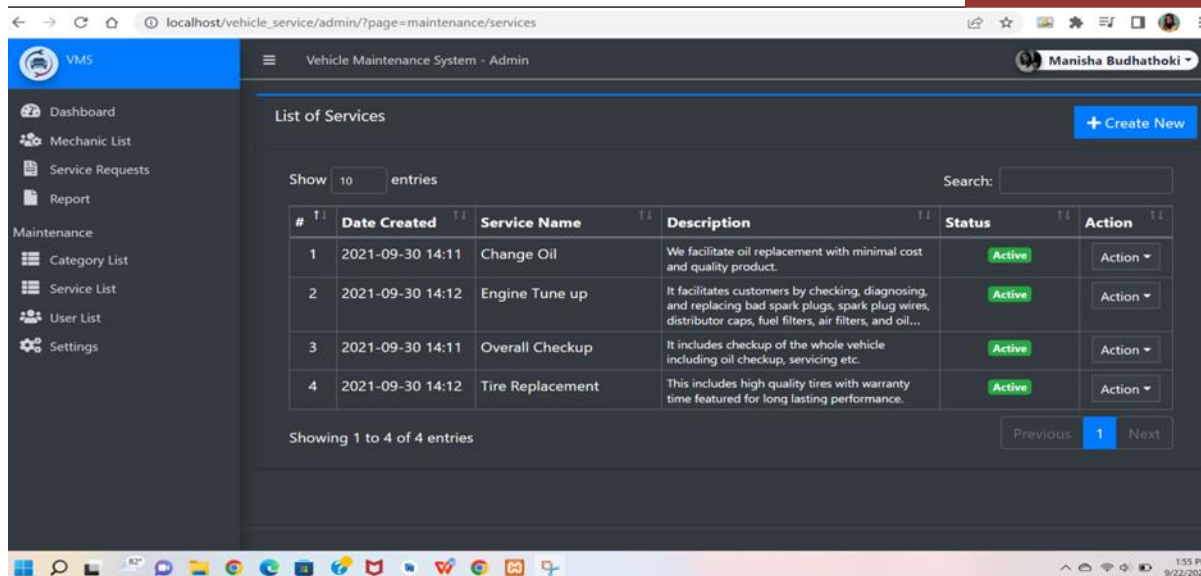 localhost/vehicle_service/admin/?page=maintenance/services
VMS
Vehicle Maintenance System - Admin
Manisha Budhathoki
Dashboard
Mechanic List
Service Requests
Report
Maintenance
Category List
Service List
User List
Settings
List of Services
+ Create New
Show 10 entries
Search:
# Date Created Service Name Description Status Action
1 2021-09-30 14:11 Change Oil We facilitate oil replacement with minimal cost
and quality product. Active Action
2 2021-09-30 14:12 Engine Tune up It facilitates customers by checking, diagnosing,
and replacing bad spark plugs, spark plug wires,
distributor caps, fuel filters, air filters, and oil... Active Action
3 2021-09-30 14:11 Overall Checkup It includes checkup of the whole vehicle
including oil checkup, servicing etc. Active Action
4 2021-09-30 14:12 Tire Replacement This includes high quality tires with warranty
time featured for long lasting performance. Active Action
Showing 1 to 4 of 4 entries
Previous 1 Next
82°
1:55 P
9/22/202